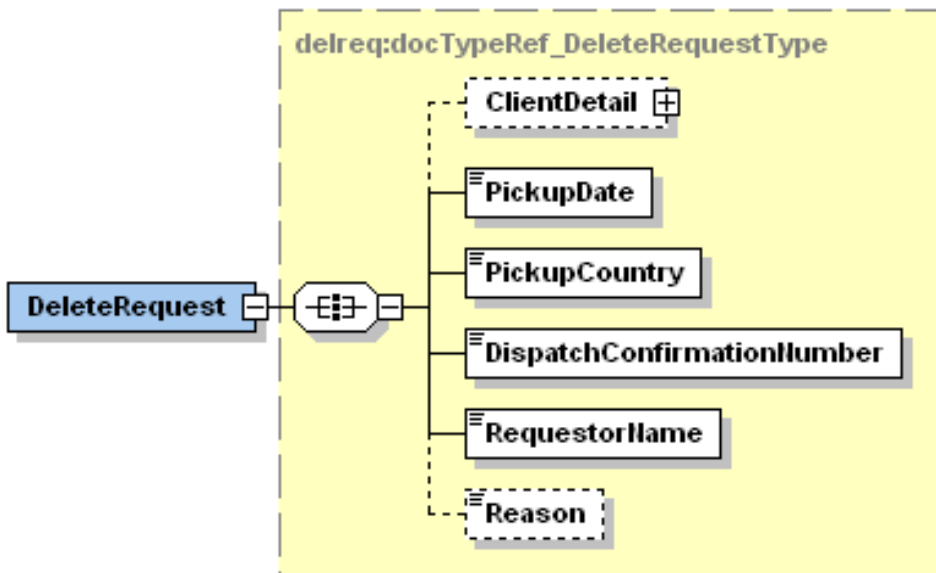 delreq:docTypeRef_DeleteRequestType
ClientDetail
PickupDate
PickupCountry
DeleteRequest
DispatchConfirmationNumber
RequestorName
Reason